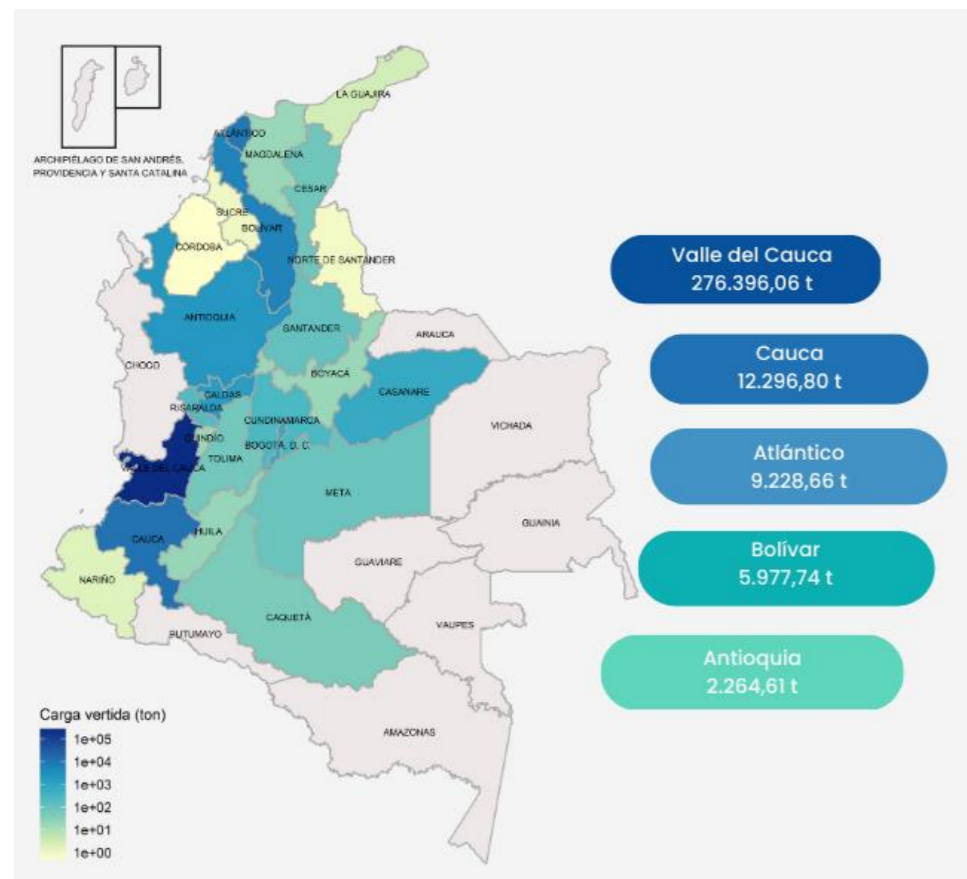 LA GUAJIRA
ATLÁNTICO
MAGDALENA
ARCHIPIÉLAGO DE SAN ANDRÉS,
PROVIDENCIA Y SANTA CATALINA
CESAR
SUCRE
BOLÍVAR
CÓRDOBA
NORTE DE SANTANDER
ANTIOQUIA
SANTANDER
ARAUCA
CHOCO
BOYACÁ
CASANARE
CALDAS
RISARALDA
CUNDINAMARCA
VICHADA
QUINDÍO
BOGOTÁ, D. C.
TOLIMA
VALLE DEL CAUCA
META
GUAINIA
HUILA
CAUCA
GUAVIARE
NARIÑO
CAQUETÁ
VAUPES
PUTUMAYO
AMAZONAS
Valle del Cauca
276.396,06 t
Cauca
12.296,80 t
Atlántico
9.228,66 t
Bolívar
5.977,74 t
Antioquia
2.264,61 t
Carga vertida (ton)
1e+05
1e+04
1e+03
1e+02
1e+01
1e+00